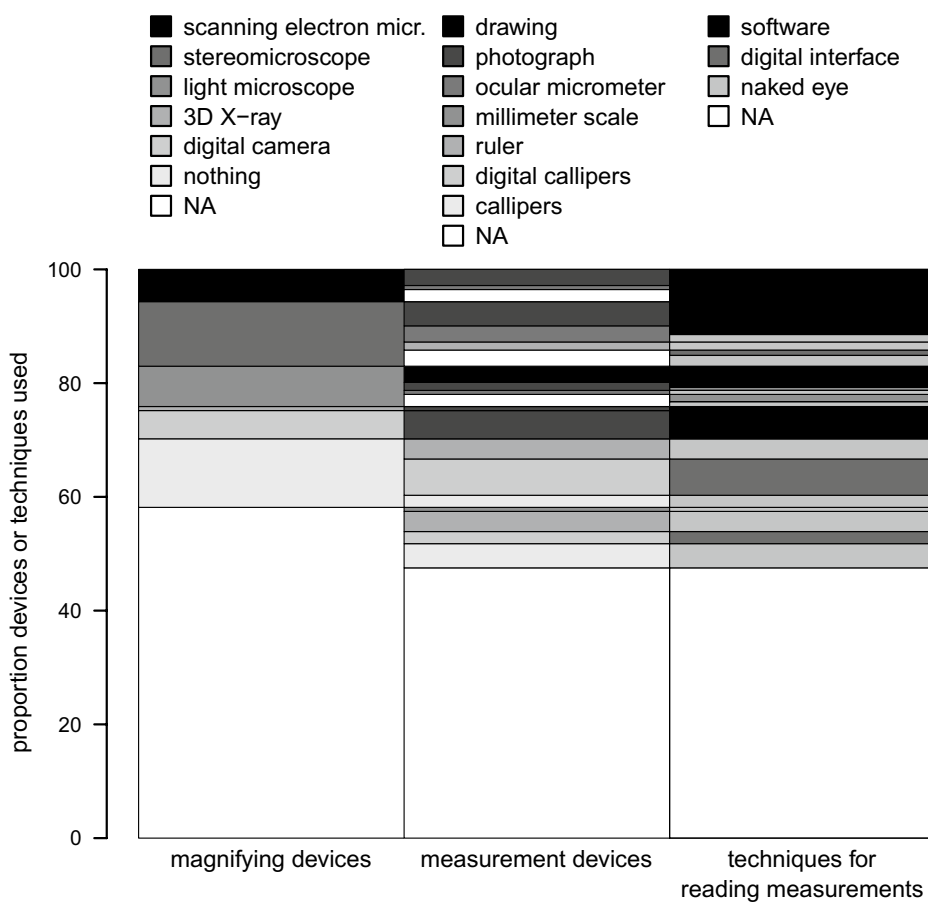 scanning electron micr.
stereomicroscope
light microscope
3D X−ray
digital camera
nothing
NA
drawing
photograph
ocular micrometer
millimeter scale
ruler
digital callipers
callipers
NA
software
digital interface
naked eye
NA
proportion devices or techniques used
100
80
60
40
20
0
magnifying devices
measurement devices
techniques for
reading measurements